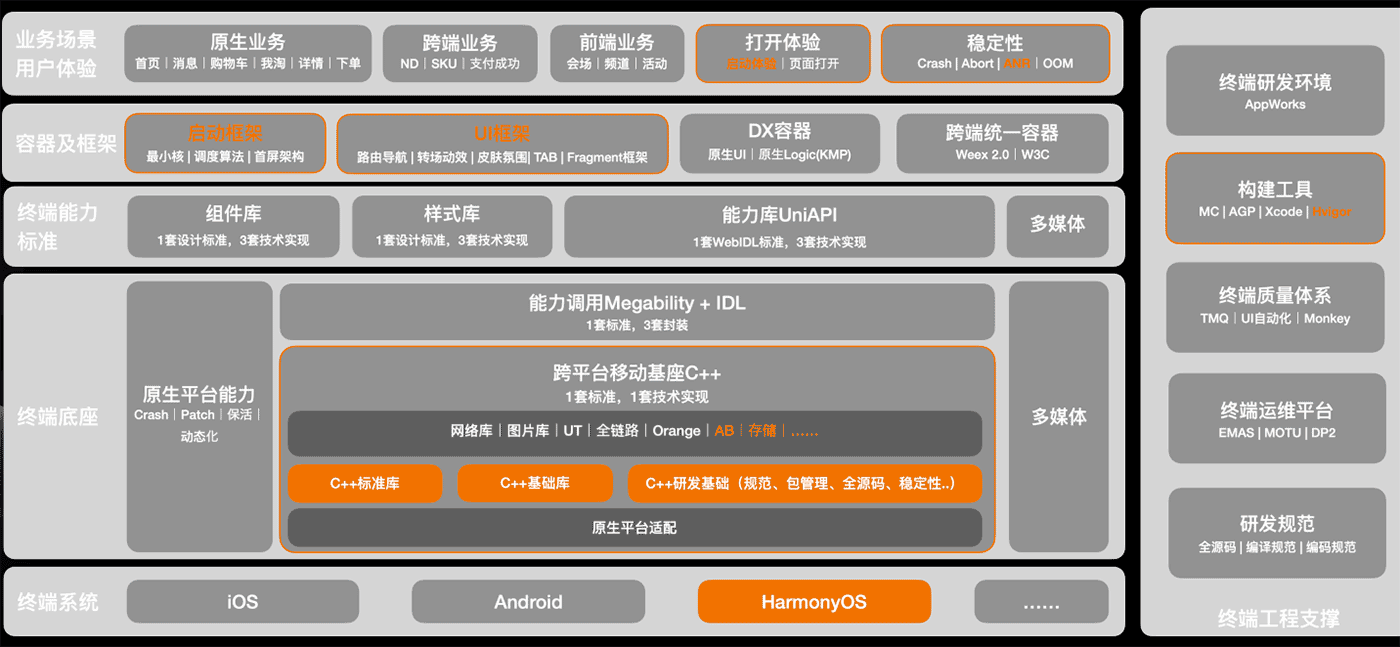 业务场景
用户体验
原生业务
首页 | 消息 | 购物车 | 我淘 | 详情 | 下单
跨端业务
ND | SKU | 支付成功
前端业务
会场 | 频道 | 活动
打开体验
启动体验 | 页面打开
稳定性
Crash | Abort | ANR | OOM
容器及框架
启动框架
最小核 | 调度算法 | 首屏架构
UI框架
路由导航 | 转场动效 | 皮肤氛围 | TAB | Fragment框架
DX容器
原生UI | 原生Logic(KMP)
跨端统一容器
Weex 2.0 | W3C
终端能力
标准
组件库
1套设计标准，3套技术实现
样式库
1套设计标准，3套技术实现
能力库UniAPI
1套WebIDL标准，3套技术实现
多媒体
终端底座
原生平台能力
Crash | Patch | 保活 |
动态化
能力调用Megability + IDL
1套标准，3套封装
跨平台移动基座C++
1套标准，1套技术实现
网络库 | 图片库 | UT | 全链路 | Orange | AB | 存储 | ……
C++标准库
C++基础库
C++研发基础（规范、包管理、全源码、稳定性..）
原生平台适配
多媒体
终端系统
iOS
Android
HarmonyOS
……
终端研发环境
AppWorks
构建工具
MC | AGP | Xcode | Hvigor
终端质量体系
TMQ | UI自动化 | Monkey
终端运维平台
EMAS | MOTU | DP2
研发规范
全源码 | 编译规范 | 编码规范
终端工程支撑